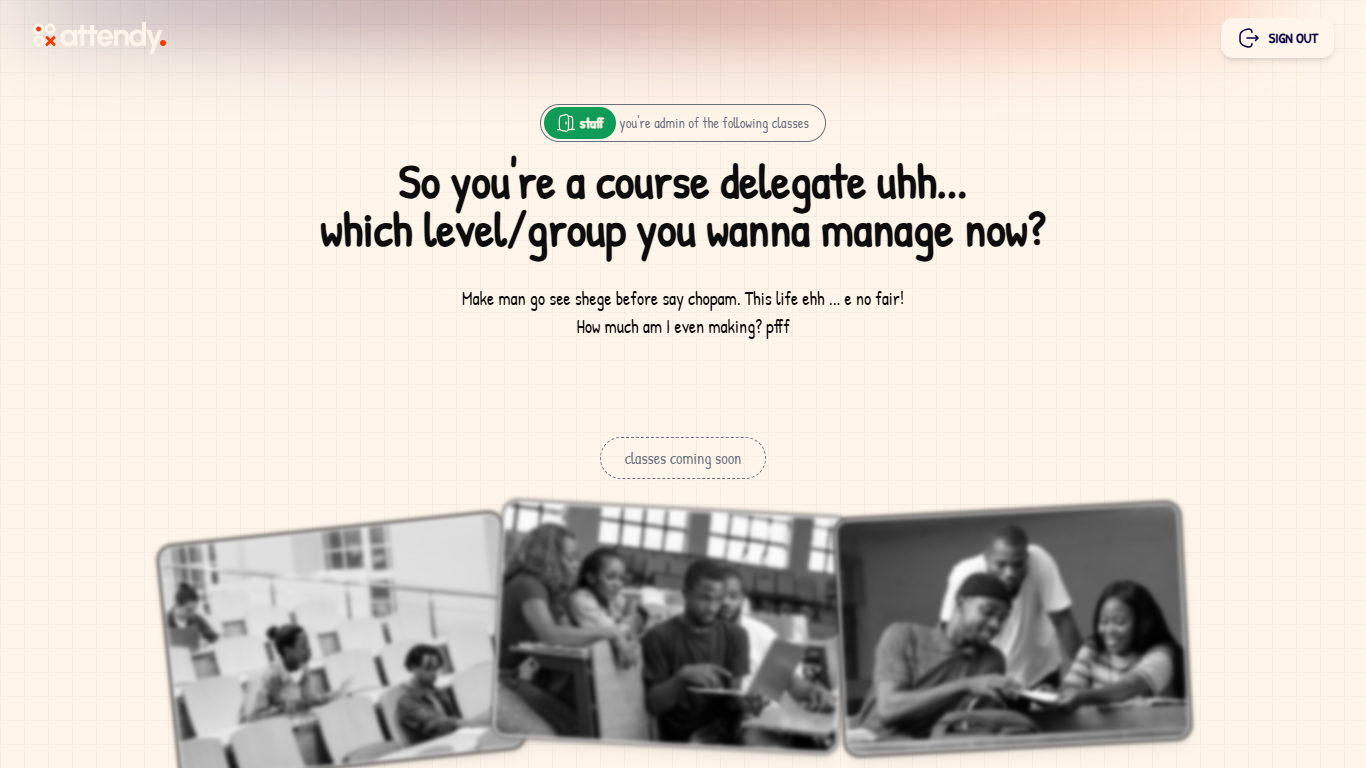 attendy.
SIGN OUT
staff you're admin of the following classes
So you're a course delegate uhh...
which level/group you wanna manage now?
Make man go see shege before say chopam. This life ehh ... e no fair!
How much am I even making? pfff
classes coming soon